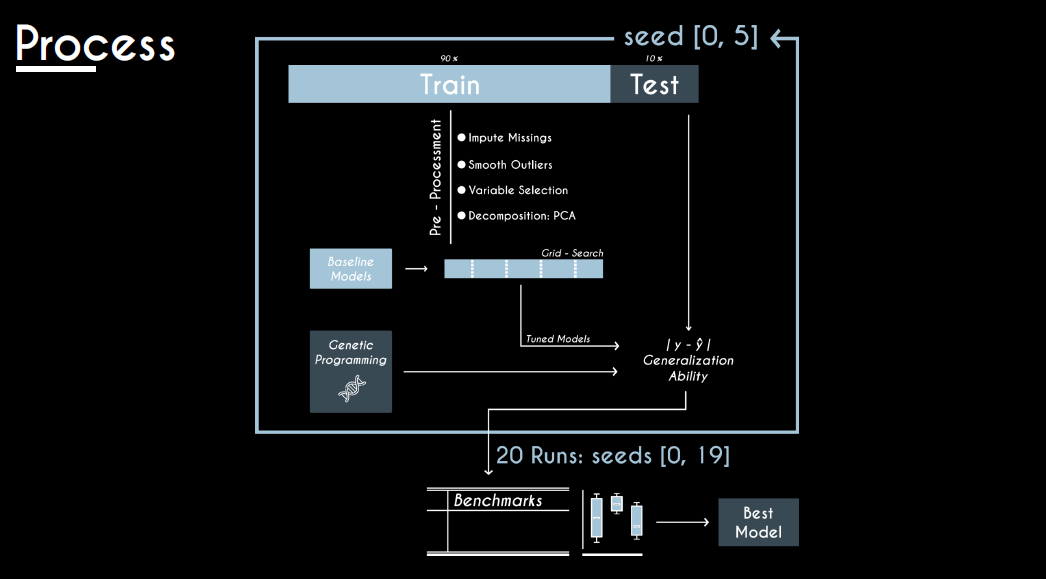 Process
seed [0, 5]
90 %
10 %
Train
Test
Pre - Processment
Impute Missings
Smooth Outliers
Variable Selection
Decomposition: PCA
Grid - Search
Baseline
Models
Tuned Models
Genetic
Programming
| y - ŷ |
Generalization
Ability
20 Runs: seeds [0, 19]
Benchmarks
Best
Model